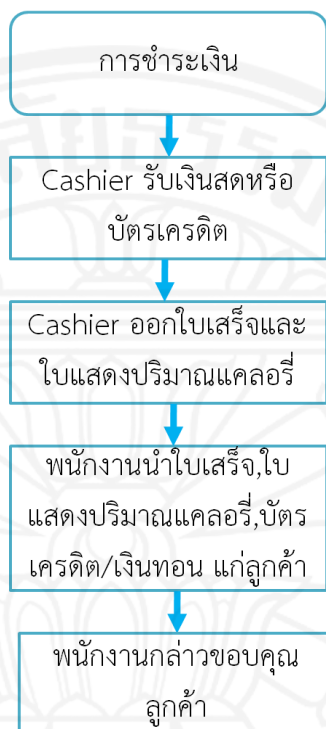 การชำระเงิน
Cashier รับเงินสดหรือ
บัตรเครดิต
Cashier ออกใบเสร็จและ
ใบแสดงปริมาณแคลอรี่
พนักงานนำใบเสร็จ,ใบ
แสดงปริมาณแคลอรี่,บัตร
เครดิต/เงินทอน แก่ลูกค้า
พนักงานกล่าวขอบคุณ
ลูกค้า